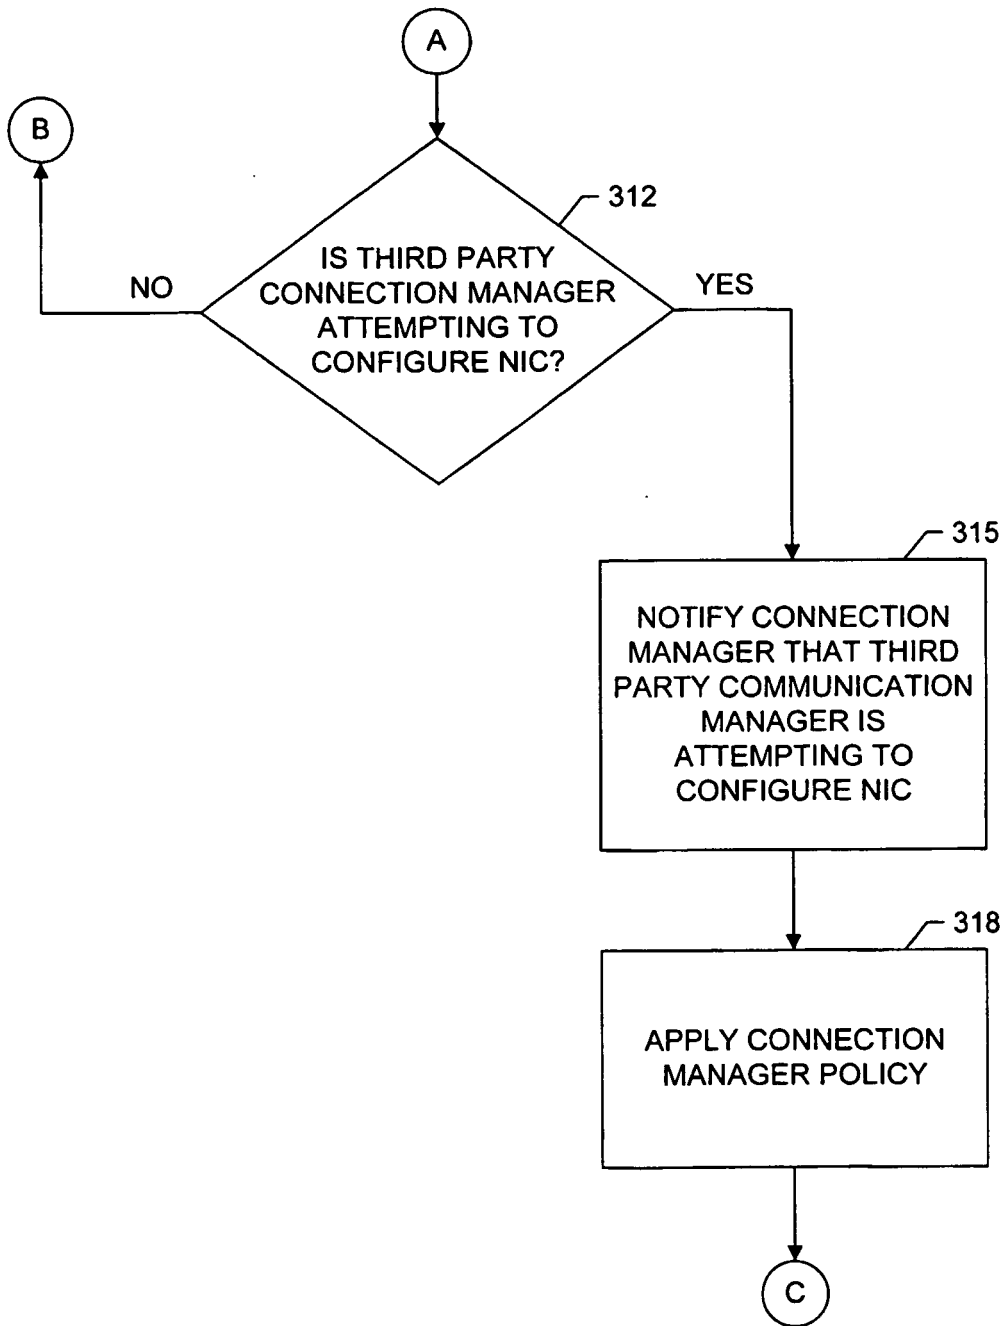 A
B
312
IS THIRD PARTY
CONNECTION MANAGER
ATTEMPTING TO
CONFIGURE NIC?
NO
YES
315
NOTIFY CONNECTION
MANAGER THAT THIRD
PARTY COMMUNICATION
MANAGER IS
ATTEMPTING TO
CONFIGURE NIC
318
APPLY CONNECTION
MANAGER POLICY
C